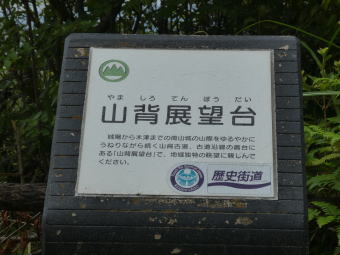 やま しろ てん ぼう だい
山背展望台
城陽から木津までの南山城の山際をゆるやかに
うねりながら続く山背古道、古道沿線の高台に
ある「山背展望台」で、地域独特の眺望に親しんで
ください。
歴史街道